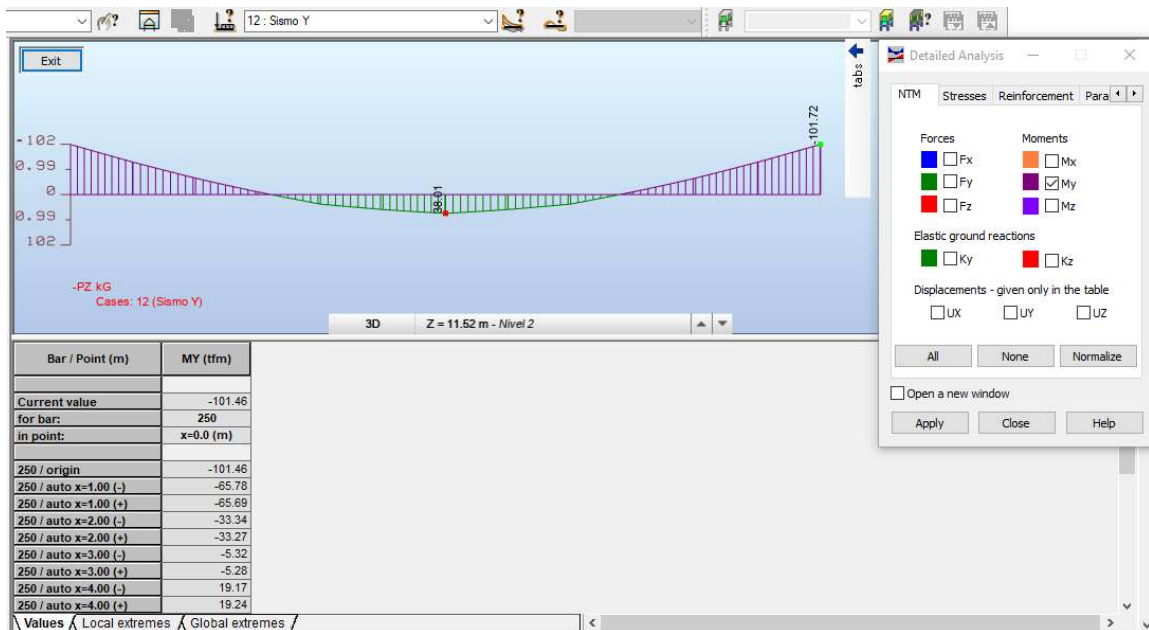 12 : Sismo Y
Exit
tabs
-102
0.99
0
0.99
102
38.01
-101.72
-PZ kG
Cases: 12 (Sismo Y)
3D Z = 11.52 m - Nivel 2
Detailed Analysis
NTM Stresses Reinforcement Para
Forces Moments
Fx Mx
Fy My
Fz Mz
Elastic ground reactions
Ky Kz
Displacements - given only in the table
UX UY UZ
All None Normalize
Open a new window
Apply Close Help
Bar / Point (m) MY (tfm)
Current value -101.46
for bar: 250
in point: x=0.0 (m)
250 / origin -101.46
250 / auto x=1.00 (-) -65.78
250 / auto x=1.00 (+) -65.69
250 / auto x=2.00 (-) -33.34
250 / auto x=2.00 (+) -33.27
250 / auto x=3.00 (-) -5.32
250 / auto x=3.00 (+) -5.28
250 / auto x=4.00 (-) 19.17
250 / auto x=4.00 (+) 19.24
Values Local extremes Global extremes